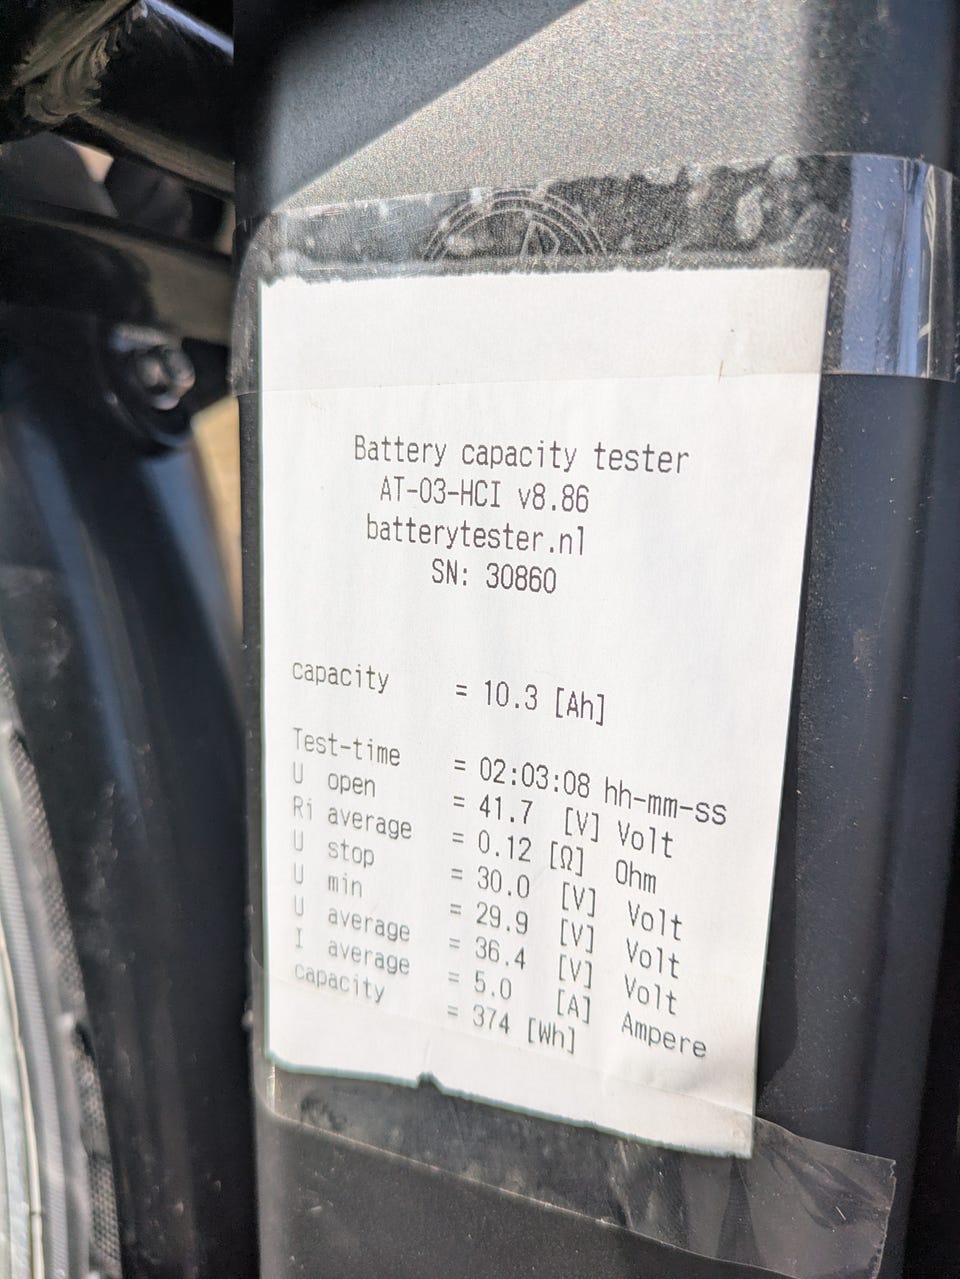 Battery capacity tester
AT-03-HCI v8.86
batterytester.nl
SN: 30860
capacity = 10.3 [Ah]
Test-time = 02:03:08 hh-mm-ss
U open = 41.7 [V] Volt
Ri average = 0.12 [Ω] Ohm
U stop = 30.0 [V] Volt
U min = 29.9 [V] Volt
U average = 36.4 [V] Volt
I average = 5.0 [A] Ampere
capacity = 374 [Wh]